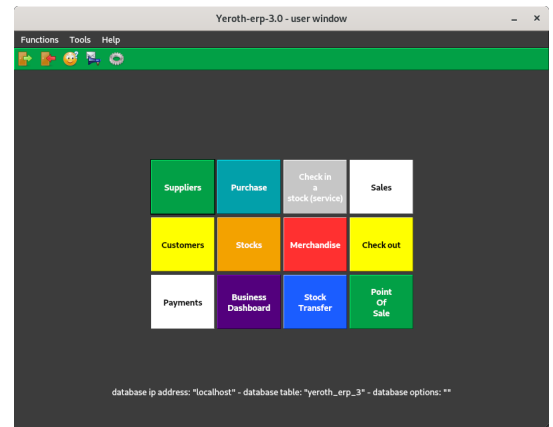 Yeroth-erp-3.0 - user window
Functions Tools Help
Suppliers
Purchase
Check in
a
stock (service)
Sales
Customers
Stocks
Merchandise
Check out
Payments
Business
Dashboard
Stock
Transfer
Point
Of
Sale
database ip address: "localhost" - database table: "yeroth_erp_3" - database options: ""